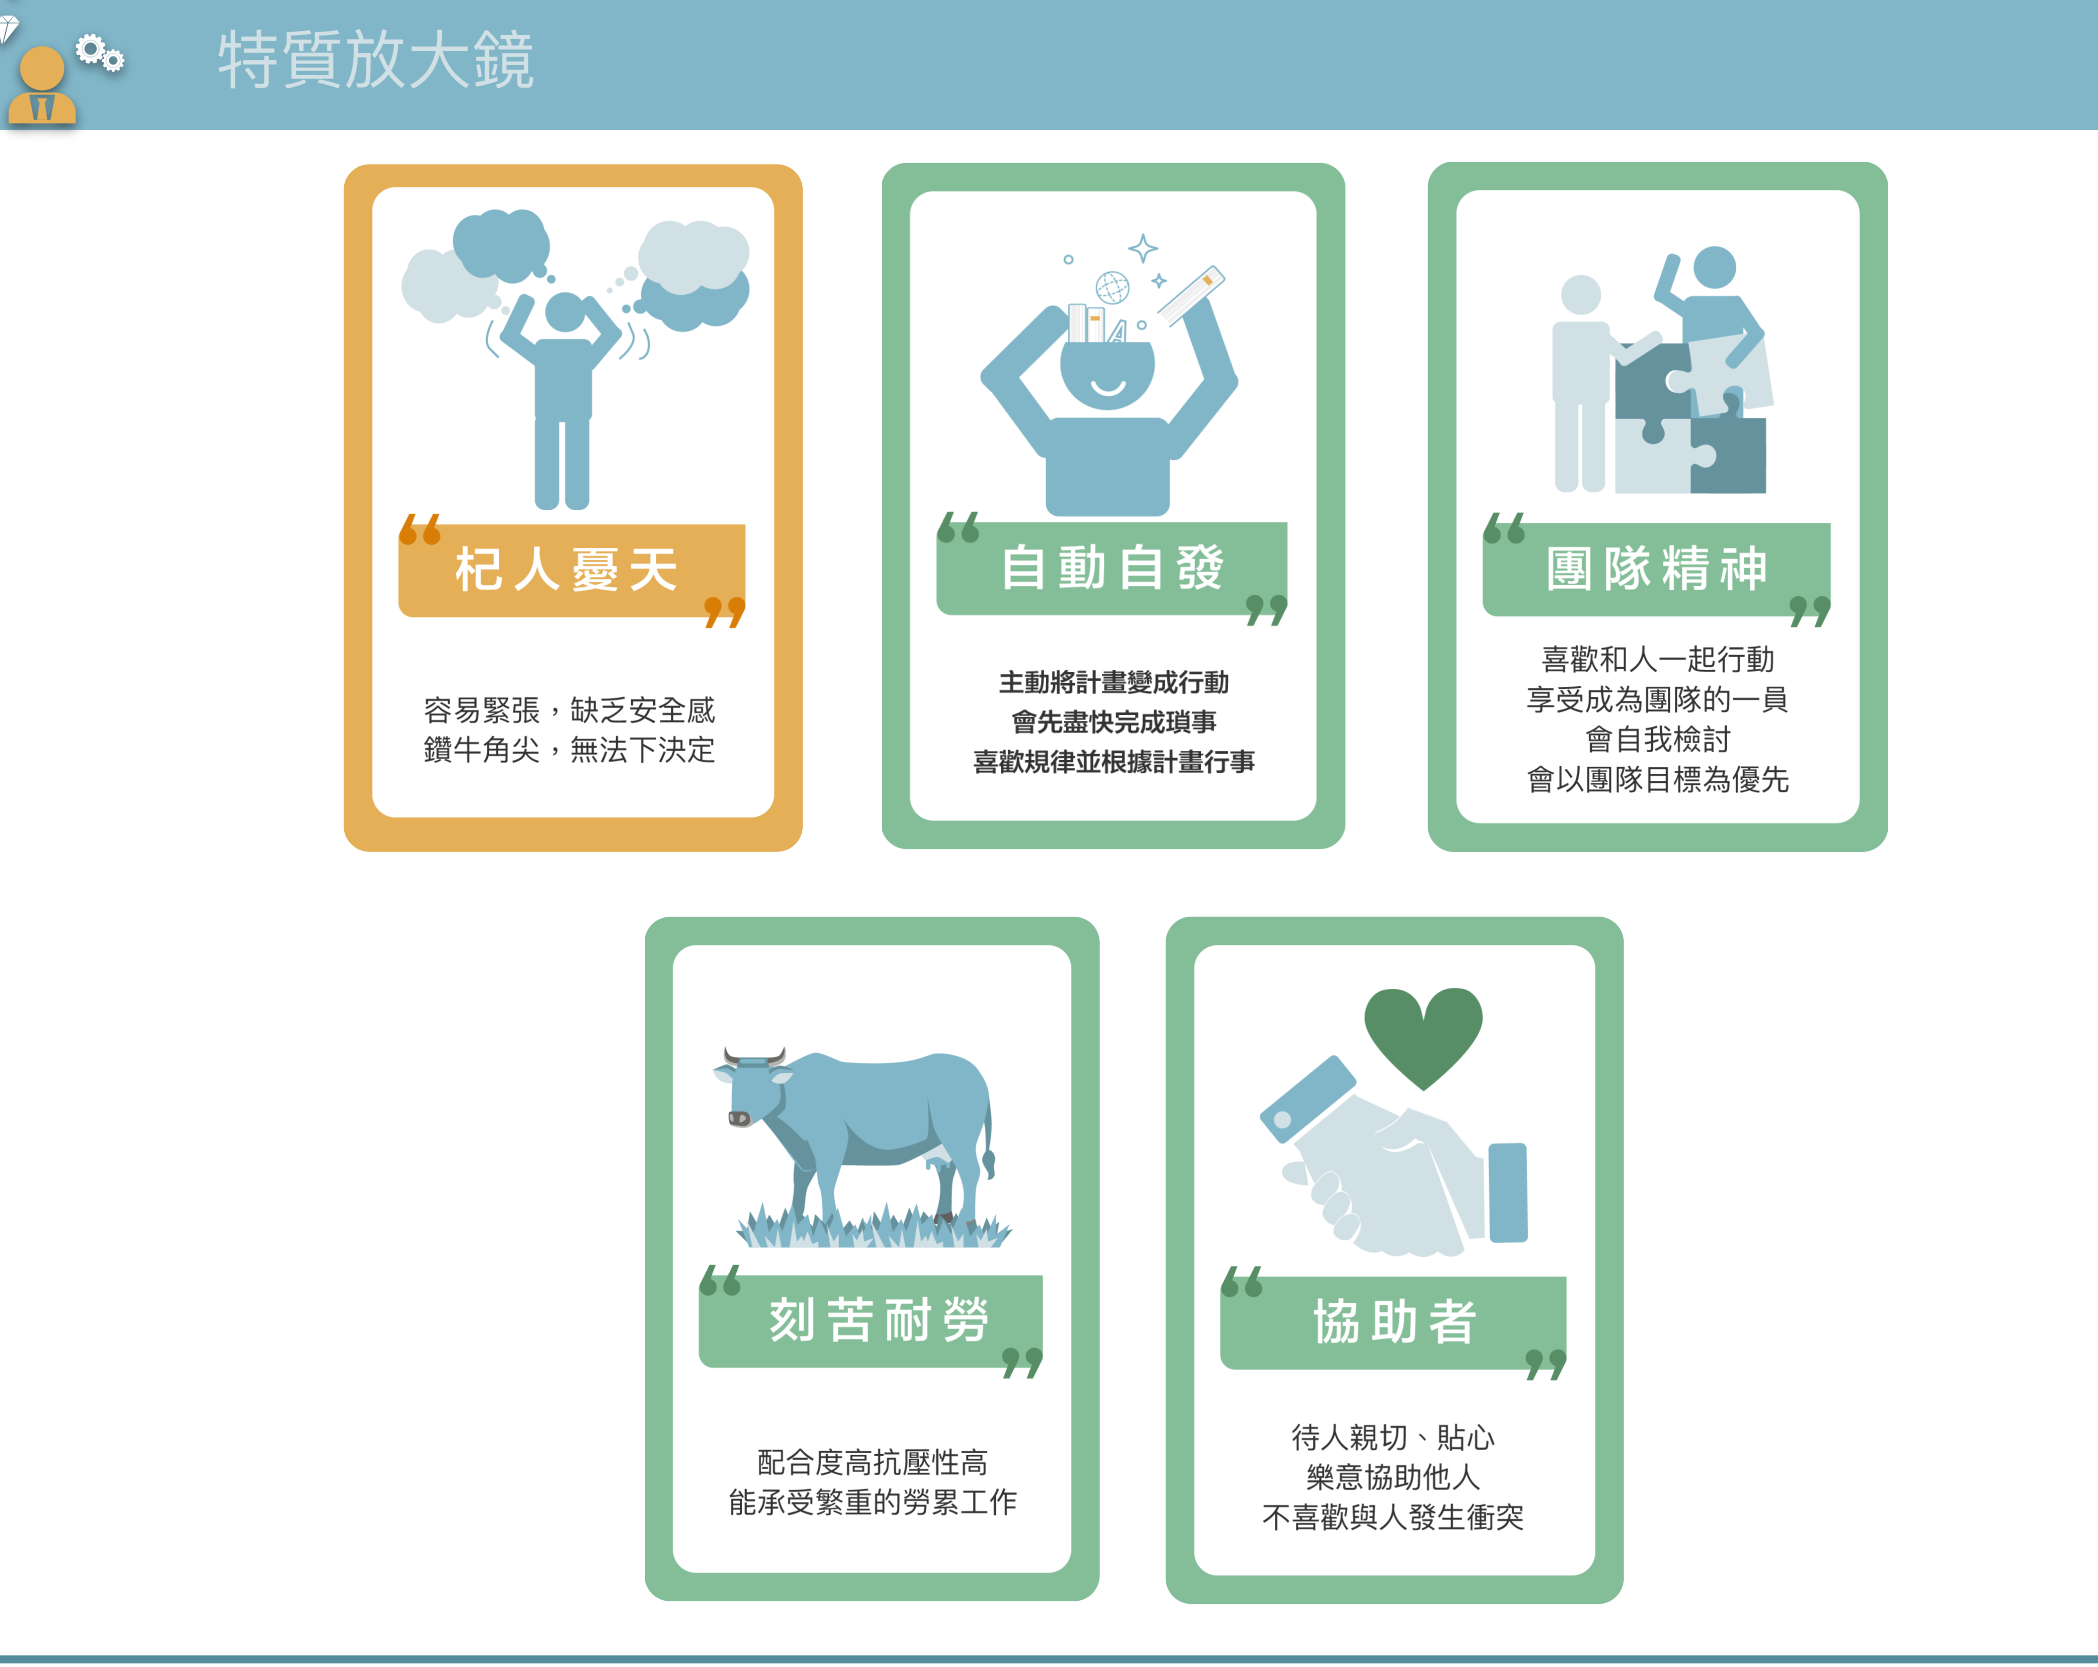 特質放大鏡
杞人憂天
容易緊張，缺乏安全感
鑽牛角尖，無法下決定
自動自發
主動將計畫變成行動
會先盡快完成瑣事
喜歡規律並根據計畫行事
團隊精神
喜歡和人一起行動
享受成為團隊的一員
會自我檢討
會以團隊目標為優先
刻苦耐勞
配合度高抗壓性高
能承受繁重的勞累工作
協助者
待人親切、貼心
樂意協助他人
不喜歡與人發生衝突